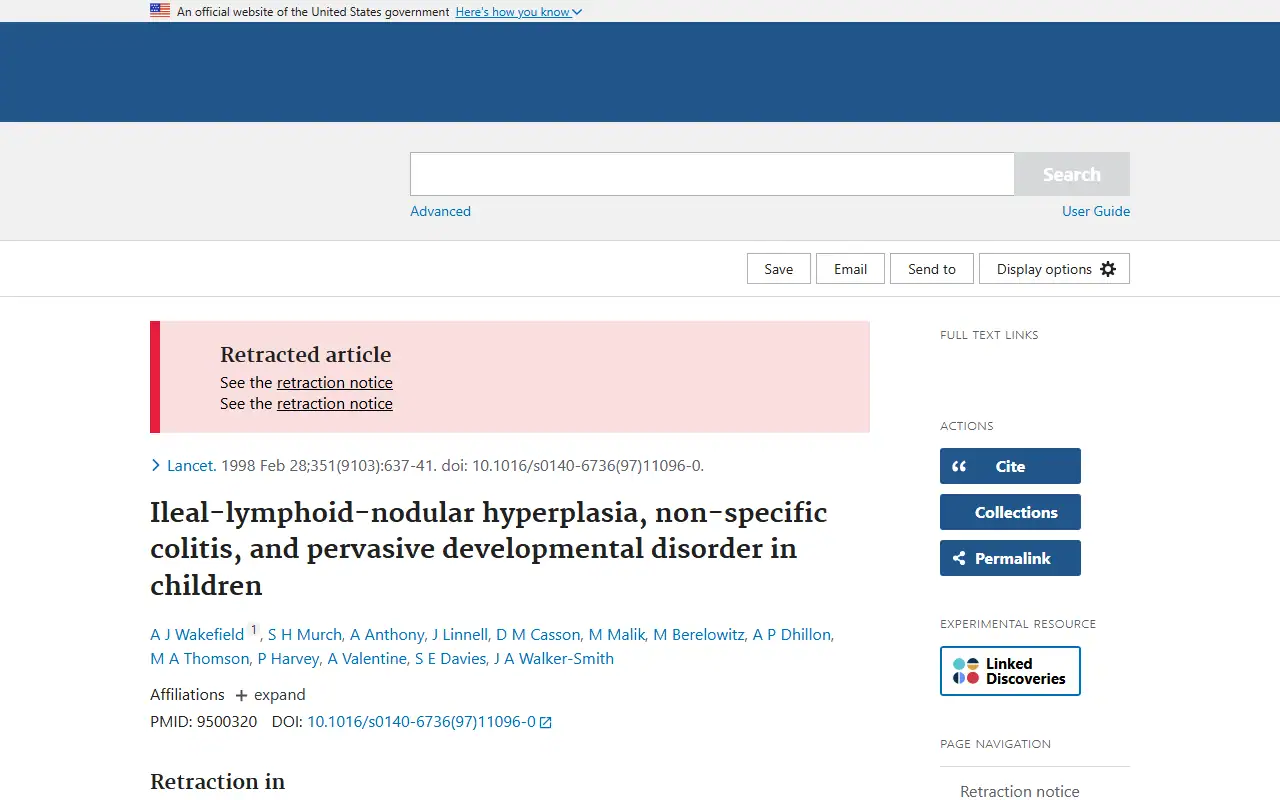 An official website of the United States government Here's how you know
Search
Advanced
User Guide
Save
Email
Send to
Display options
Retracted article
See the retraction notice
See the retraction notice
Lancet. 1998 Feb 28;351(9103):637-41. doi: 10.1016/s0140-6736(97)11096-0.
Ileal-lymphoid-nodular hyperplasia, non-specific
colitis, and pervasive developmental disorder in
children
A J Wakefield 1, S H Murch, A Anthony, J Linnell, D M Casson, M Malik, M Berelowitz, A P Dhillon,
M A Thomson, P Harvey, A Valentine, S E Davies, J A Walker-Smith
Affiliations + expand
PMID: 9500320 DOI: 10.1016/s0140-6736(97)11096-0
Retraction in
FULL TEXT LINKS
ACTIONS
Cite
Collections
Permalink
EXPERIMENTAL RESOURCE
Linked
Discoveries
PAGE NAVIGATION
Retraction notice